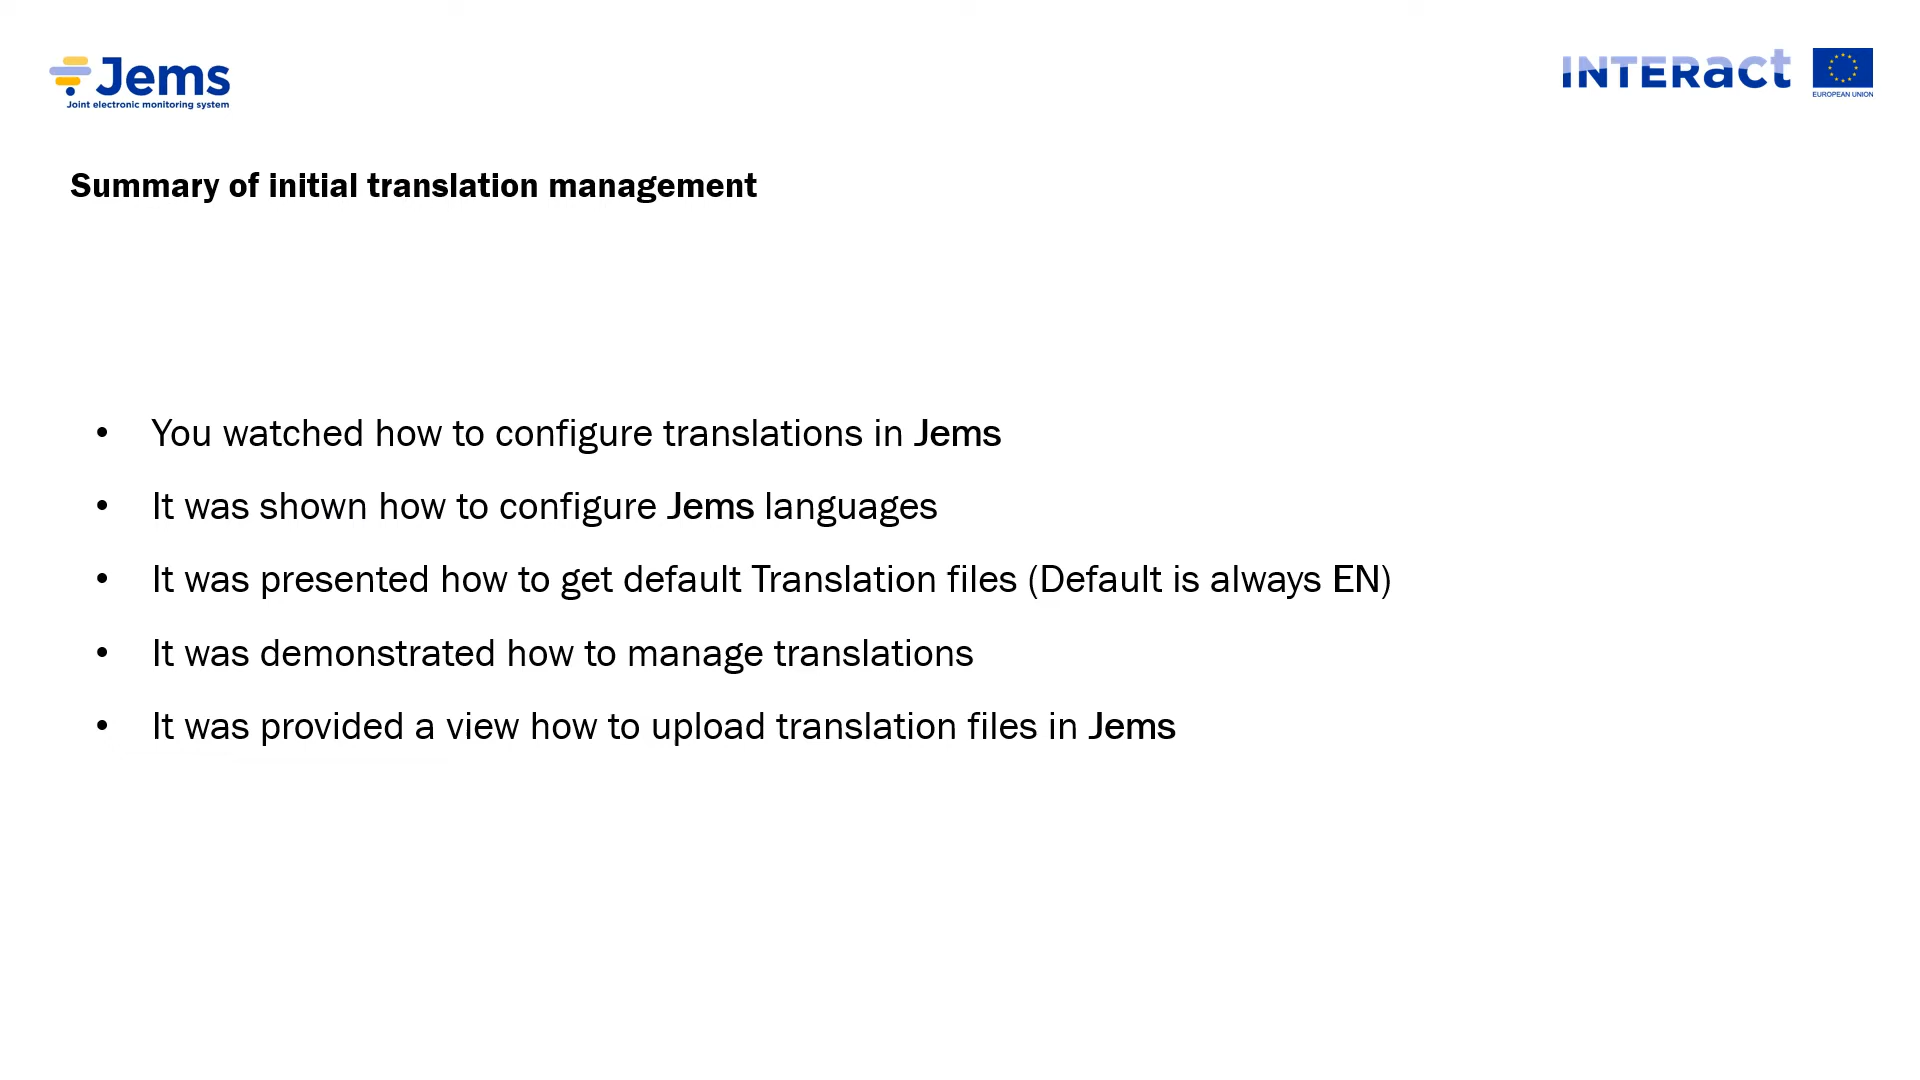 Jems
Joint electronic monitoring system
INTERact
EUROPEAN UNION
Summary of initial translation management
• You watched how to configure translations in Jems
• It was shown how to configure Jems languages
• It was presented how to get default Translation files (Default is always EN)
• It was demonstrated how to manage translations
• It was provided a view how to upload translation files in Jems